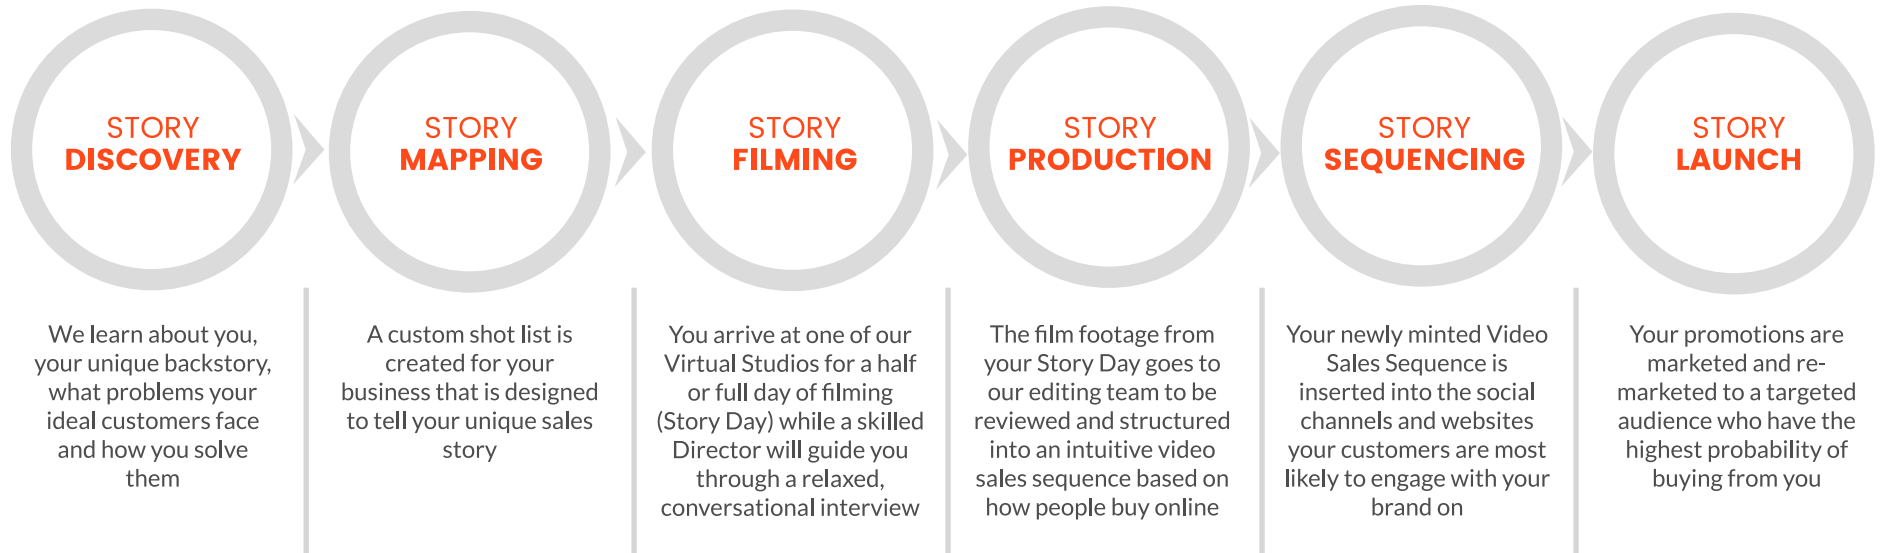 STORY
DISCOVERY
STORY
MAPPING
STORY
FILMING
STORY
PRODUCTION
STORY
SEQUENCING
STORY
LAUNCH
We learn about you,
your unique backstory,
what problems your
ideal customers face
and how you solve
them
A custom shot list is
created for your
business that is designed
to tell your unique sales
story
You arrive at one of our
Virtual Studios for a half
or full day of filming
(Story Day) while a skilled
Director will guide you
through a relaxed,
conversational interview
The film footage from
your Story Day goes to
our editing team to be
reviewed and structured
into an intuitive video
sales sequence based on
how people buy online
Your newly minted Video
Sales Sequence is
inserted into the social
channels and websites
your customers are most
likely to engage with your
brand on
Your promotions are
marketed and re-
marketed to a targeted
audience who have the
highest probability of
buying from you